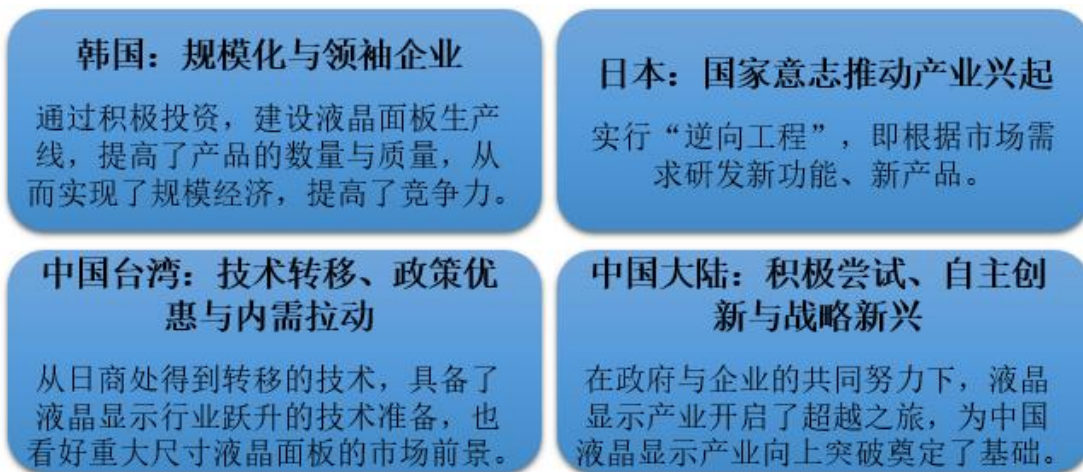 韩国：规模化与领袖企业
通过积极投资，建设液晶面板生产
线，提高了产品的数量与质量，从
而实现了规模经济，提高了竞争力。
日本：国家意志推动产业兴起
实行“逆向工程”，即根据市场需
求研发新功能、新产品。
中国台湾：技术转移、政策优
惠与内需拉动
从日商处得到转移的技术，具备了
液晶显示行业跃升的技术准备，也
看好重大尺寸液晶面板的市场前景。
中国大陆：积极尝试、自主创
新与战略新兴
在政府与企业的共同努力下，液晶
显示产业开启了超越之旅，为中国
液晶显示产业向上突破奠定了基础。